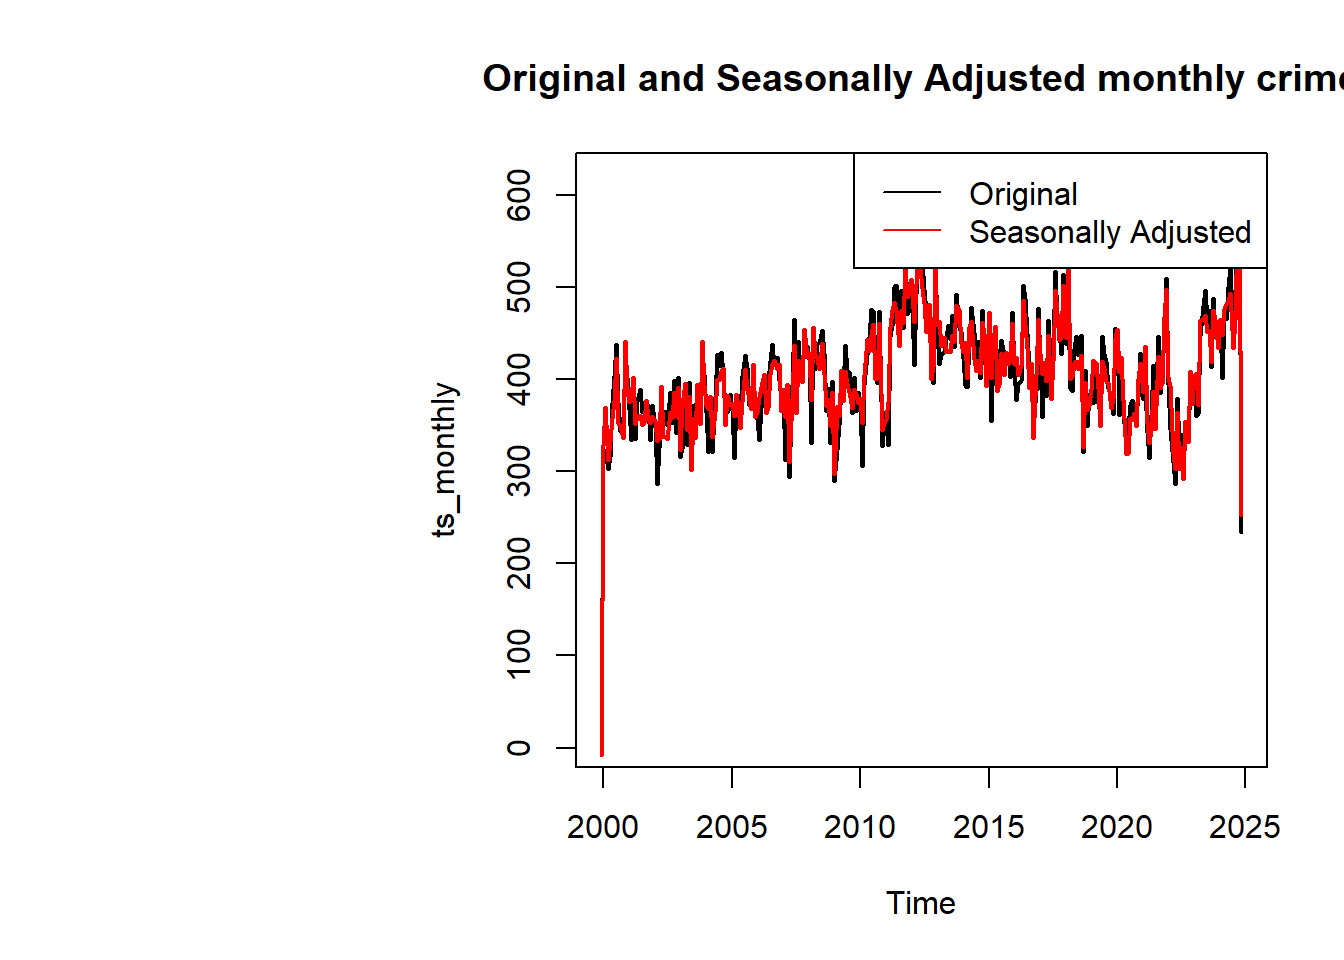 Original and Seasonally Adjusted monthly crime
Original
Seasonally Adjusted
600
500
400
300
200
100
0
ts_monthly
2000 2005 2010 2015 2020 2025
Time